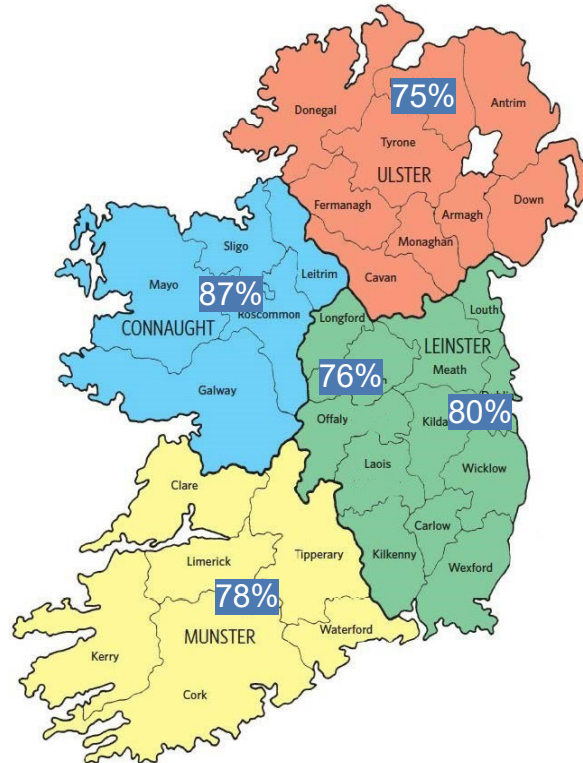 75%
Donegal
Antrim
Tyrone
ULSTER
Fermanagh
Down
Armagh
Monaghan
Cavan
Sligo
Leitrim
Mayo
87%
Roscommon
CONNAUGHT
Galway
Longford
Louth
LEINSTER
Meath
76%
80%
Offaly
Laois
Wicklow
Carlow
Kilkenny
Wexford
Clare
Limerick
Tipperary
78%
MUNSTER
Waterford
Kerry
Cork